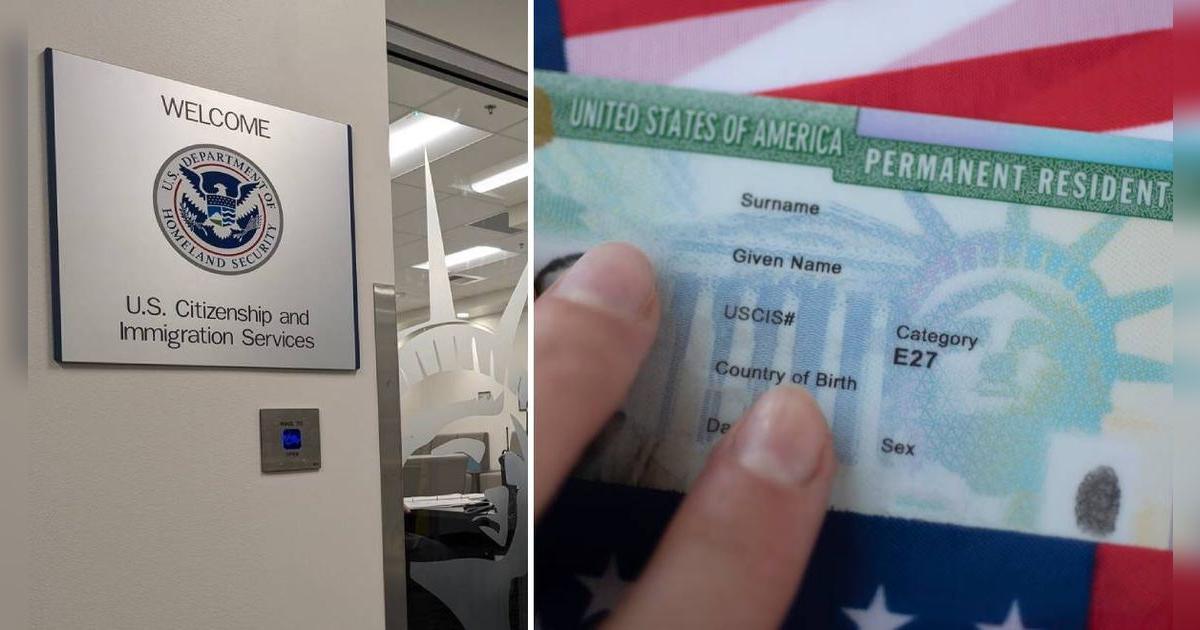 WELCOME
U.S. DEPARTMENT OF
HOMELAND SECURITY
U.S. Citizenship and
Immigration Services
UNITED STATES OF AMERICA
PERMANENT RESIDENT
Surname
Given Name
USCIS#
Category
E27
Country of Birth
Da
Sex